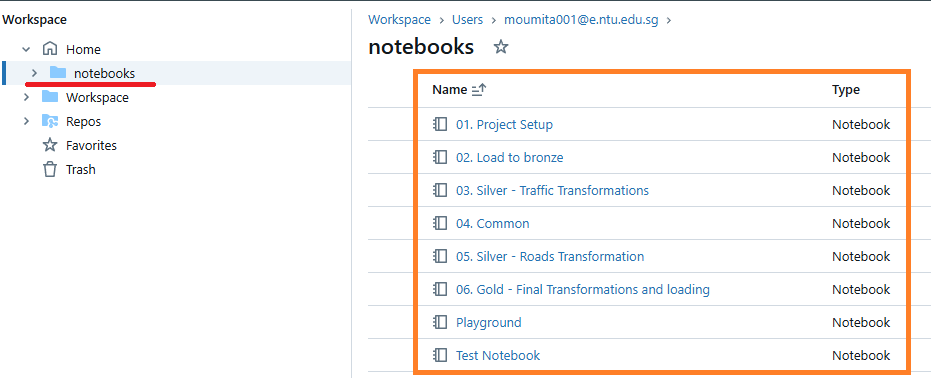 Workspace
Home
notebooks
Workspace
Repos
Favorites
Trash
Workspace > Users > moumita001@e.ntu.edu.sg >
notebooks
Name Type
01. Project Setup Notebook
02. Load to bronze Notebook
03. Silver - Traffic Transformations Notebook
04. Common Notebook
05. Silver - Roads Transformation Notebook
06. Gold - Final Transformations and loading Notebook
Playground Notebook
Test Notebook Notebook